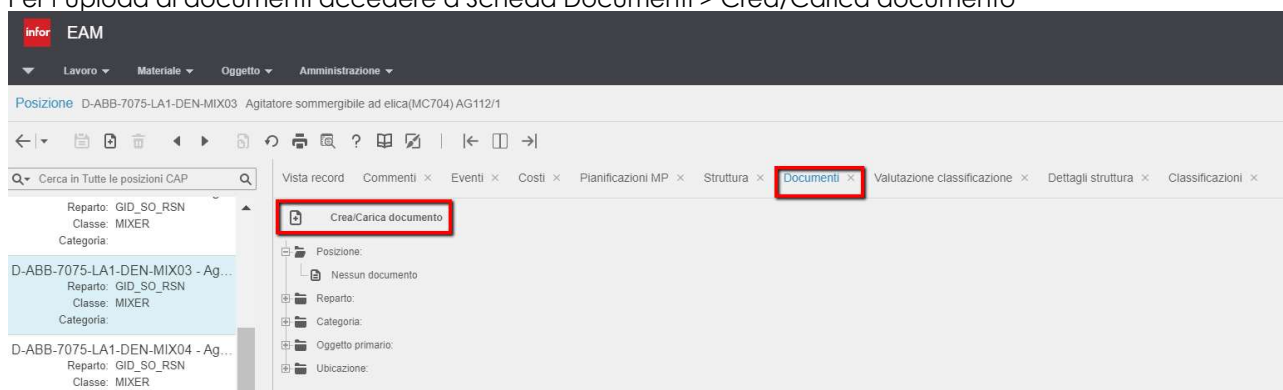 Per l'upload di documenti accedere a Scheda Documenti > Crea/Carica documento
infor EAM
Lavoro Materiale Oggetto Amministrazione
Posizione D-ABB-7075-LA1-DEN-MIX03 Agitatore sommergibile ad elica(MC704) AG112/1
Cerca in Tutte le posizioni CAP
Vista record Commenti × Eventi × Costi × Pianificazioni MP × Struttura × Documenti × Valutazione classificazione × Dettagli struttura × Classificazioni ×
Reparto: GID_SO_RSN
Classe: MIXER
Categoria:
D-ABB-7075-LA1-DEN-MIX03 - Ag...
Reparto: GID_SO_RSN
Classe: MIXER
Categoria:
D-ABB-7075-LA1-DEN-MIX04 - Ag...
Reparto: GID_SO_RSN
Classe: MIXER
Crea/Carica documento
Posizione:
Nessun documento
Reparto:
Categoria:
Oggetto primario:
Ubicazione: